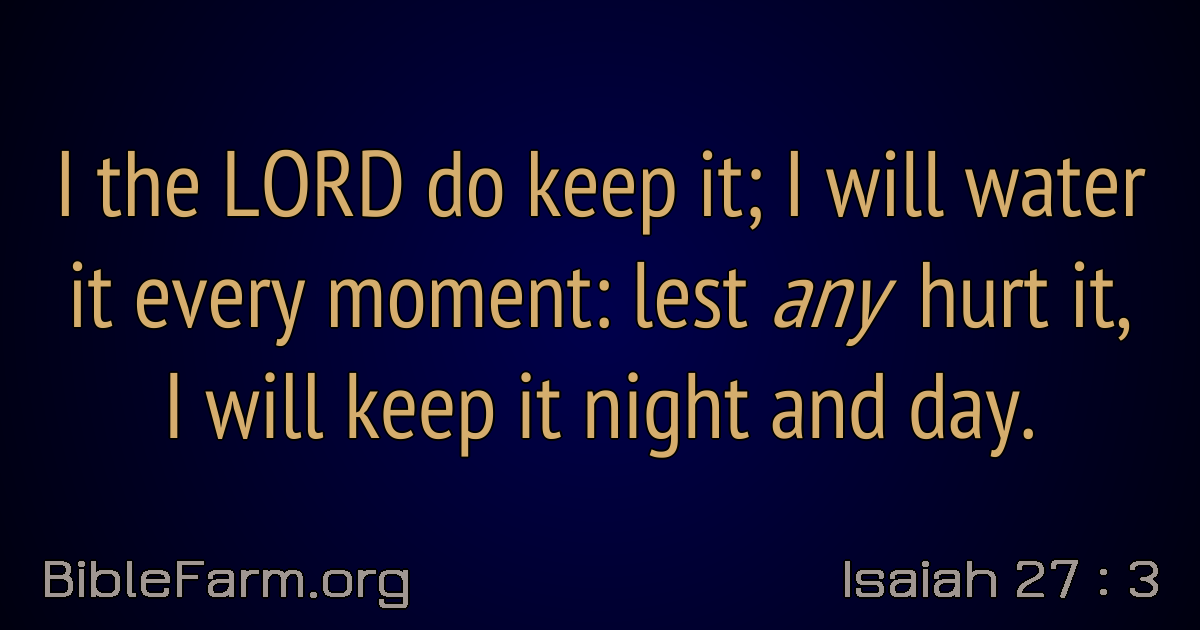 I the LORD do keep it; I will water
it every moment: lest any hurt it,
I will keep it night and day.
BibleFarm.org
Isaiah 27 : 3